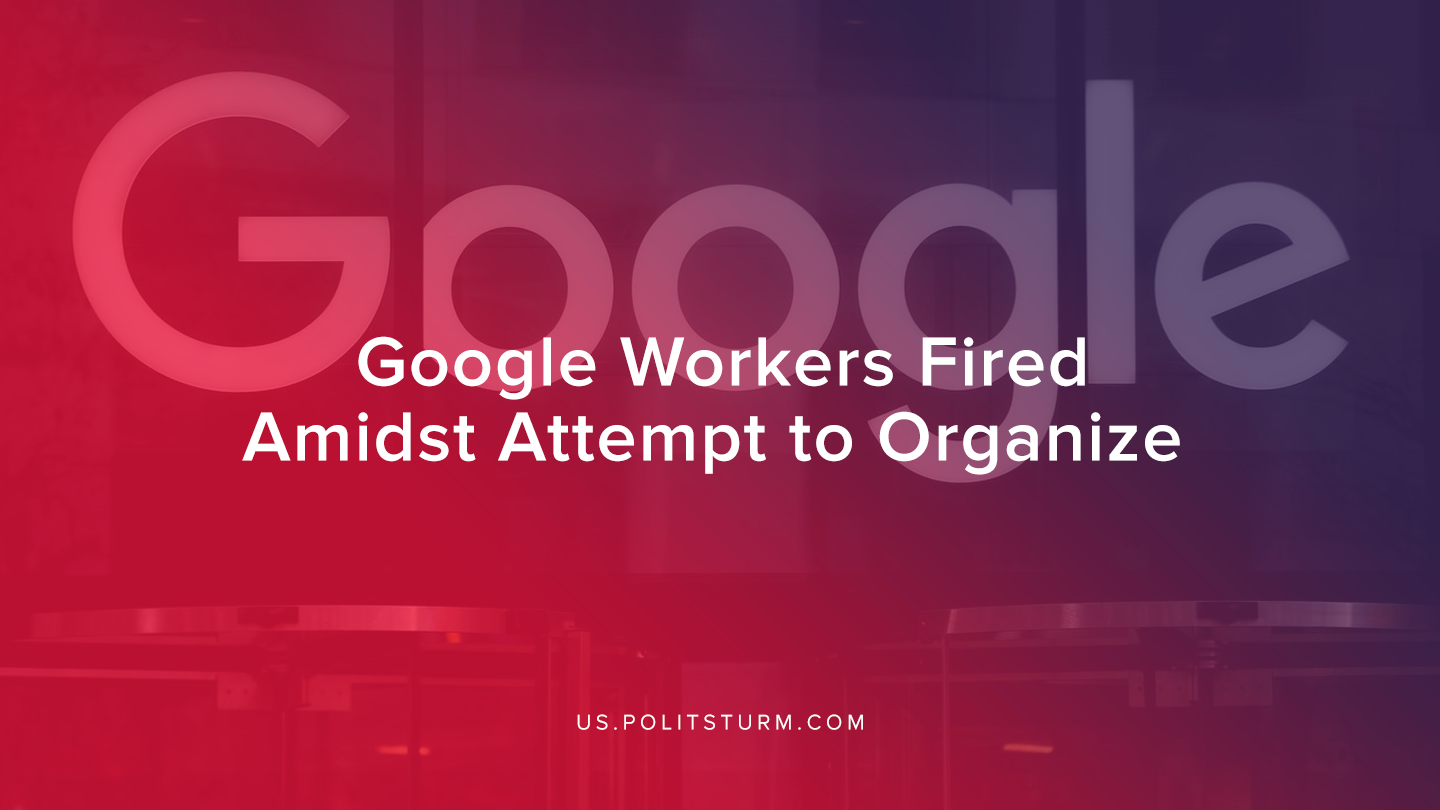 Google
Google Workers Fired
Amidst Attempt to Organize
US.POLITSTURM.COM